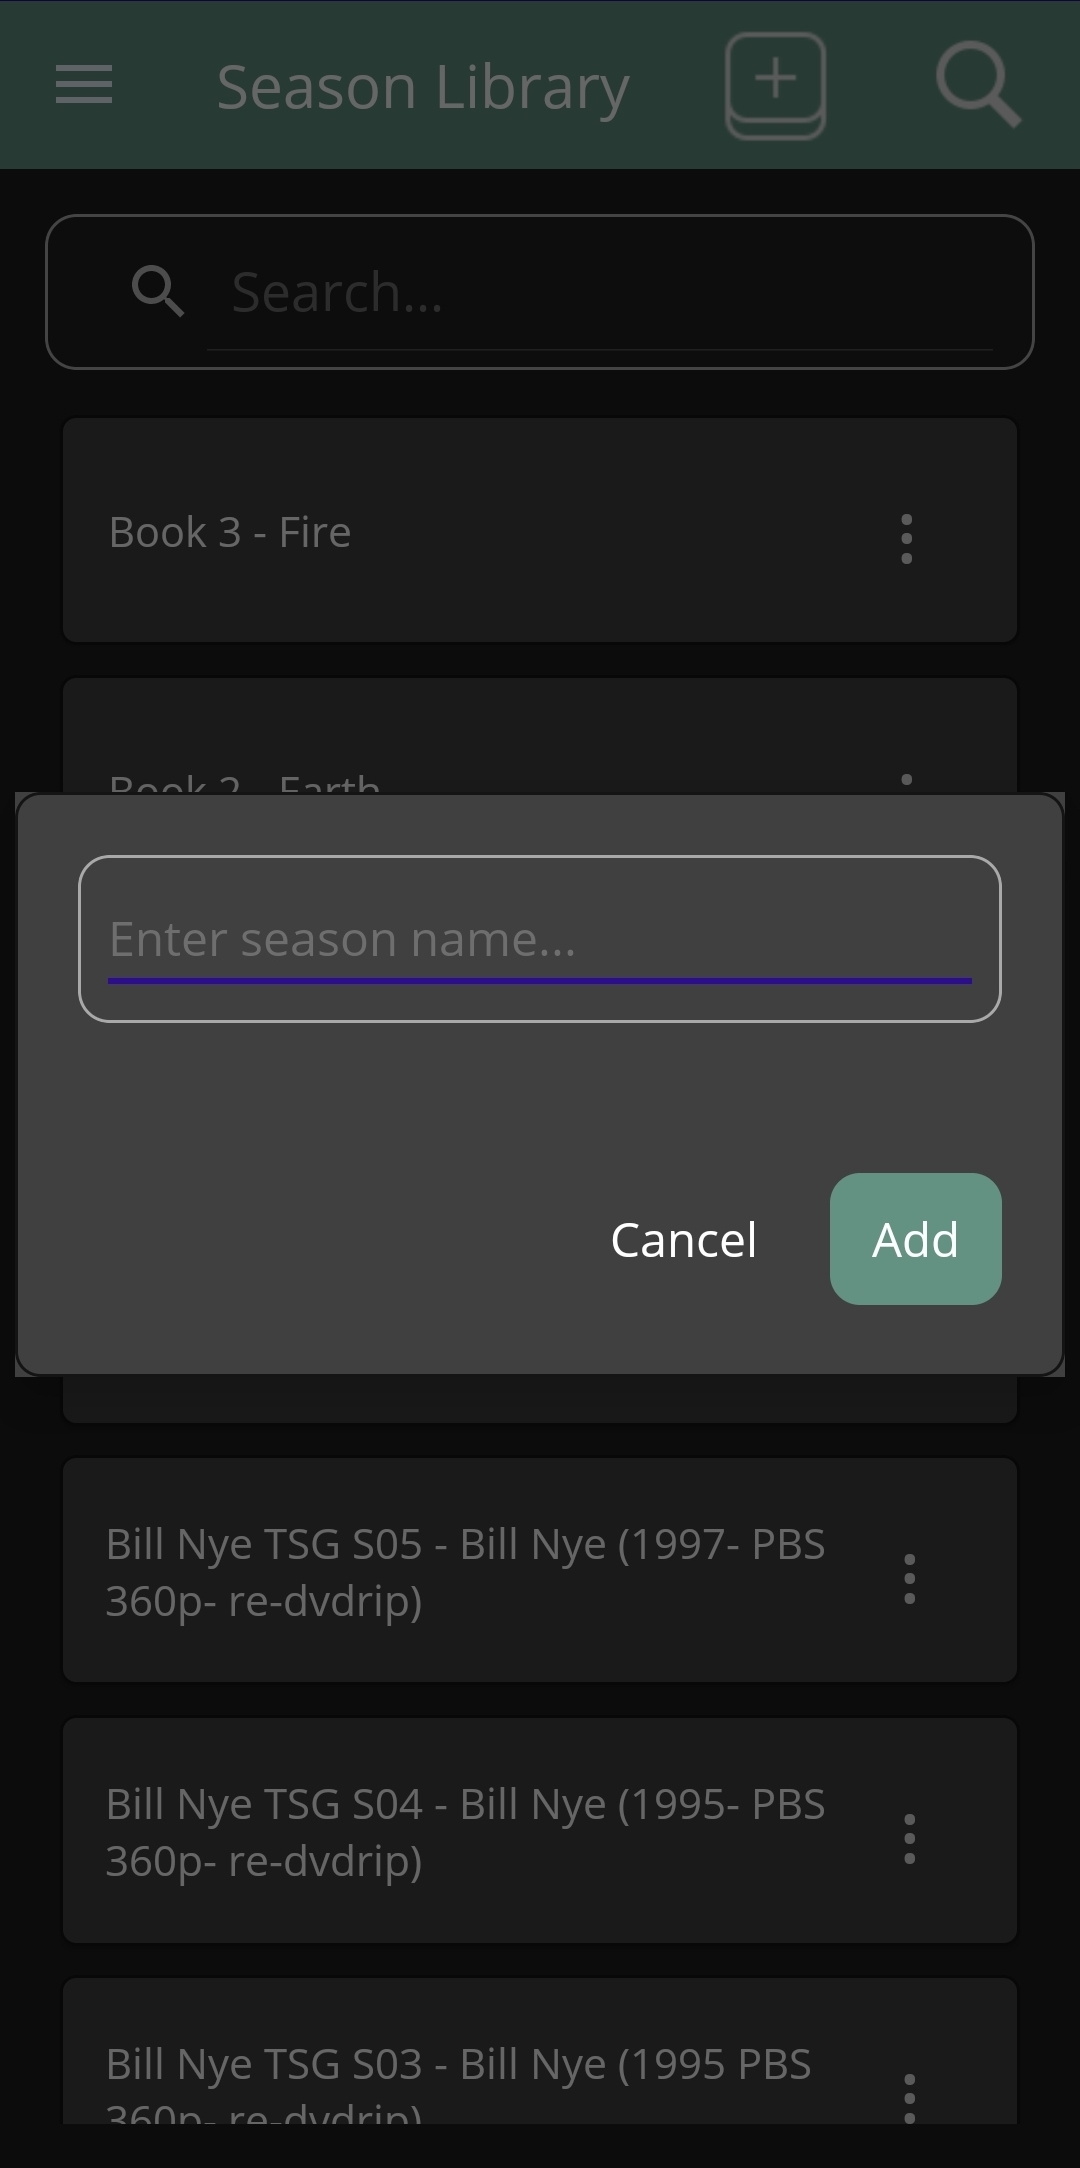 Season Library
Search...
Book 3 - Fire
Book 2 - Earth
Enter season name...
Cancel
Add
Bill Nye TSG S05 - Bill Nye (1997- PBS
360p- re-dvdrip)
Bill Nye TSG S04 - Bill Nye (1995- PBS
360p- re-dvdrip)
Bill Nye TSG S03 - Bill Nye (1995 PBS
360p- re-dvdrip)